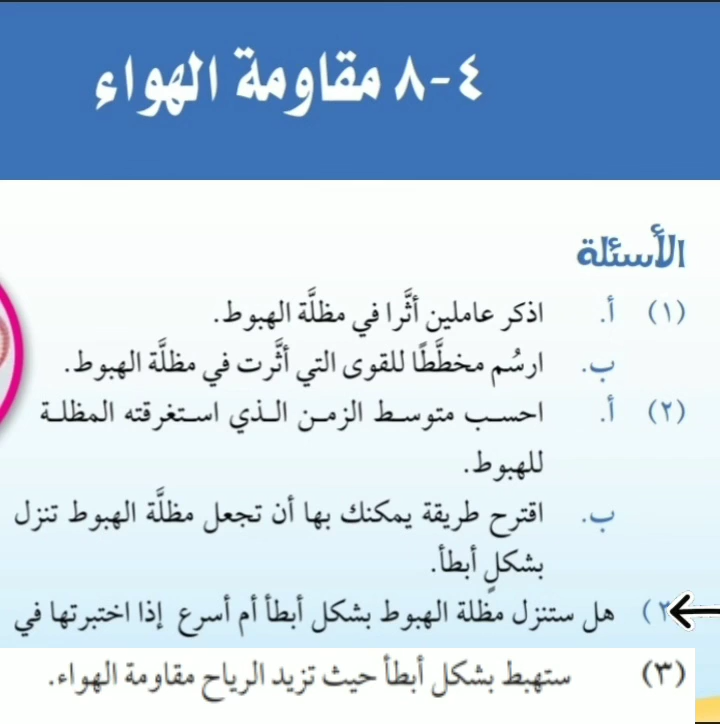 ٤-٨ مقاومة الهواء
الأسئلة
(١) أ. اذكر عاملين أثَّرا في مظلَّة الهبوط.
ب. ارسُم مخطَّطًا للقوى التي أثَّرت في مظلَّة الهبوط.
(٢) أ. احسب متوسط الزمن الذي استغرقته المظلة
للهبوط.
ب. اقترح طريقة يمكنك بها أن تجعل مظلَّة الهبوط تنزل
بشكلٍ أبطأ.
٢) هل ستنزل مظلة الهبوط بشكل أبطأ أم أسرع إذا اختبرتها في
(٣) ستهبط بشكل أبطأ حيث تزيد الرياح مقاومة الهواء.